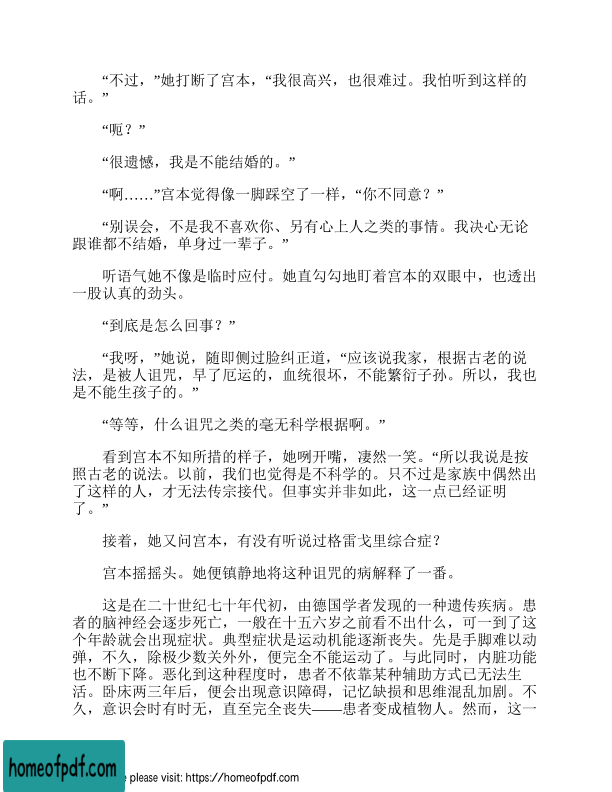 “不过，”她打断了宫本，“我很高兴，也很难过。我怕听到这样的
话。”
“呃？”
“很遗憾，我是不能结婚的。”
“啊……”宫本觉得像一脚踩空了一样，“你不同意？”
“别误会，不是我不喜欢你、另有心上人之类的事情。我决心无论
跟谁都不结婚，单身过一辈子。”
听语气她不像是临时应付。她直勾勾地盯着宫本的双眼中，也透出
一股认真的劲头。
“到底是怎么回事？”
“我呀，”她说，随即侧过脸纠正道，“应该说我家，根据古老的说
法，是被人诅咒，早了厄运的，血统很坏，不能繁衍子孙。所以，我也
是不能生孩子的。”
“等等，什么诅咒之类的毫无科学根据啊。”
看到宫本不知所措的样子，她咧开嘴，凄然一笑。“所以我说是按
照古老的说法。以前，我们也觉得是不科学的。只不过是家族中偶然出
了这样的人，才无法传宗接代。但事实并非如此，这一点已经证明
了。”
接着，她又问宫本，有没有听说过格雷戈里综合症？
宫本摇摇头。她便镇静地将这种诅咒的病解释了一番。
这是在二十世纪七十年代初，由德国学者发现的一种遗传疾病。患
者的脑神经会逐步死亡，一般在十五六岁之前看不出什么，可一到了这
个年龄就会出现症状。典型症状是运动机能逐渐丧失。先是手脚难以动
弹，不久，除极少数关外外，便完全不能运动了。与此同时，内脏功能
也不断下降。恶化到这种程度时，患者不依靠某种辅助方式已无法生
活。卧床两三年后，便会出现意识障碍，记忆缺损和思维混乱加剧。不
久，意识会时有时无，直至完全丧失——患者变成植物人。然而，这一
homeofpdf.com
e please visit: https://homeofpdf.com